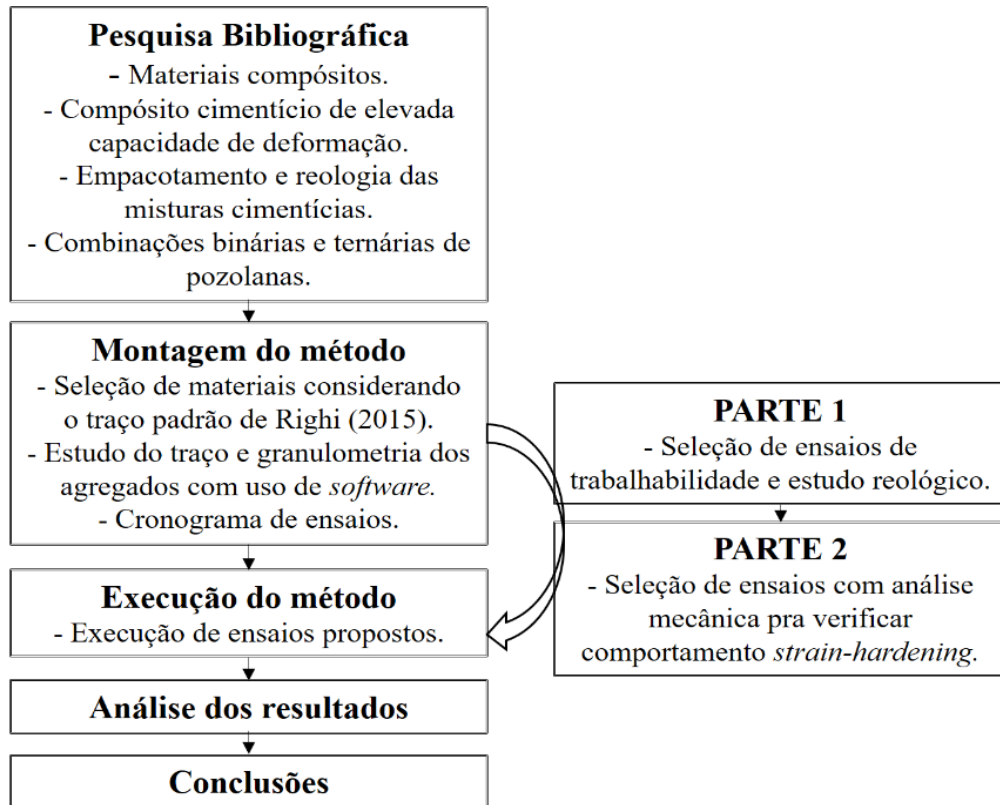 Pesquisa Bibliográfica
- Materiais compósitos.
- Compósito cimentício de elevada
capacidade de deformação.
- Empacotamento e reologia das
misturas cimentícias.
- Combinações binárias e ternárias de
pozolanas.
Montagem do método
- Seleção de materiais considerando
o traço padrão de Righi (2015).
- Estudo do traço e granulometria dos
agregados com uso de software.
- Cronograma de ensaios.
PARTE 1
- Seleção de ensaios de
trabalhabilidade e estudo reológico.
PARTE 2
- Seleção de ensaios com análise
mecânica pra verificar
comportamento strain-hardening.
Execução do método
- Execução de ensaios propostos.
Análise dos resultados
Conclusões